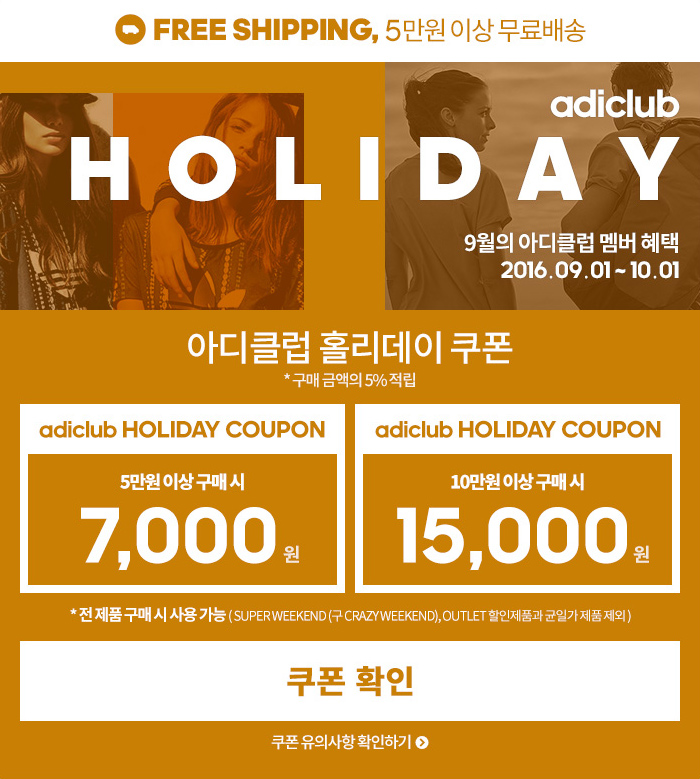 FREE SHIPPING, 5만원 이상 무료배송
adiclub
HOLIDAY
9월의 아디클럽 멤버 혜택
2016.09.01 ~ 10.01
아디클럽 홀리데이 쿠폰
* 구매 금액의 5% 적립
adiclub HOLIDAY COUPON
5만원 이상 구매 시
7,000 원
adiclub HOLIDAY COUPON
10만원 이상 구매 시
15,000 원
* 전 제품 구매 시 사용 가능 ( SUPER WEEKEND (구 CRAZY WEEKEND), OUTLET 할인제품과 균일가 제품 제외 )
쿠폰 확인
쿠폰 유의사항 확인하기